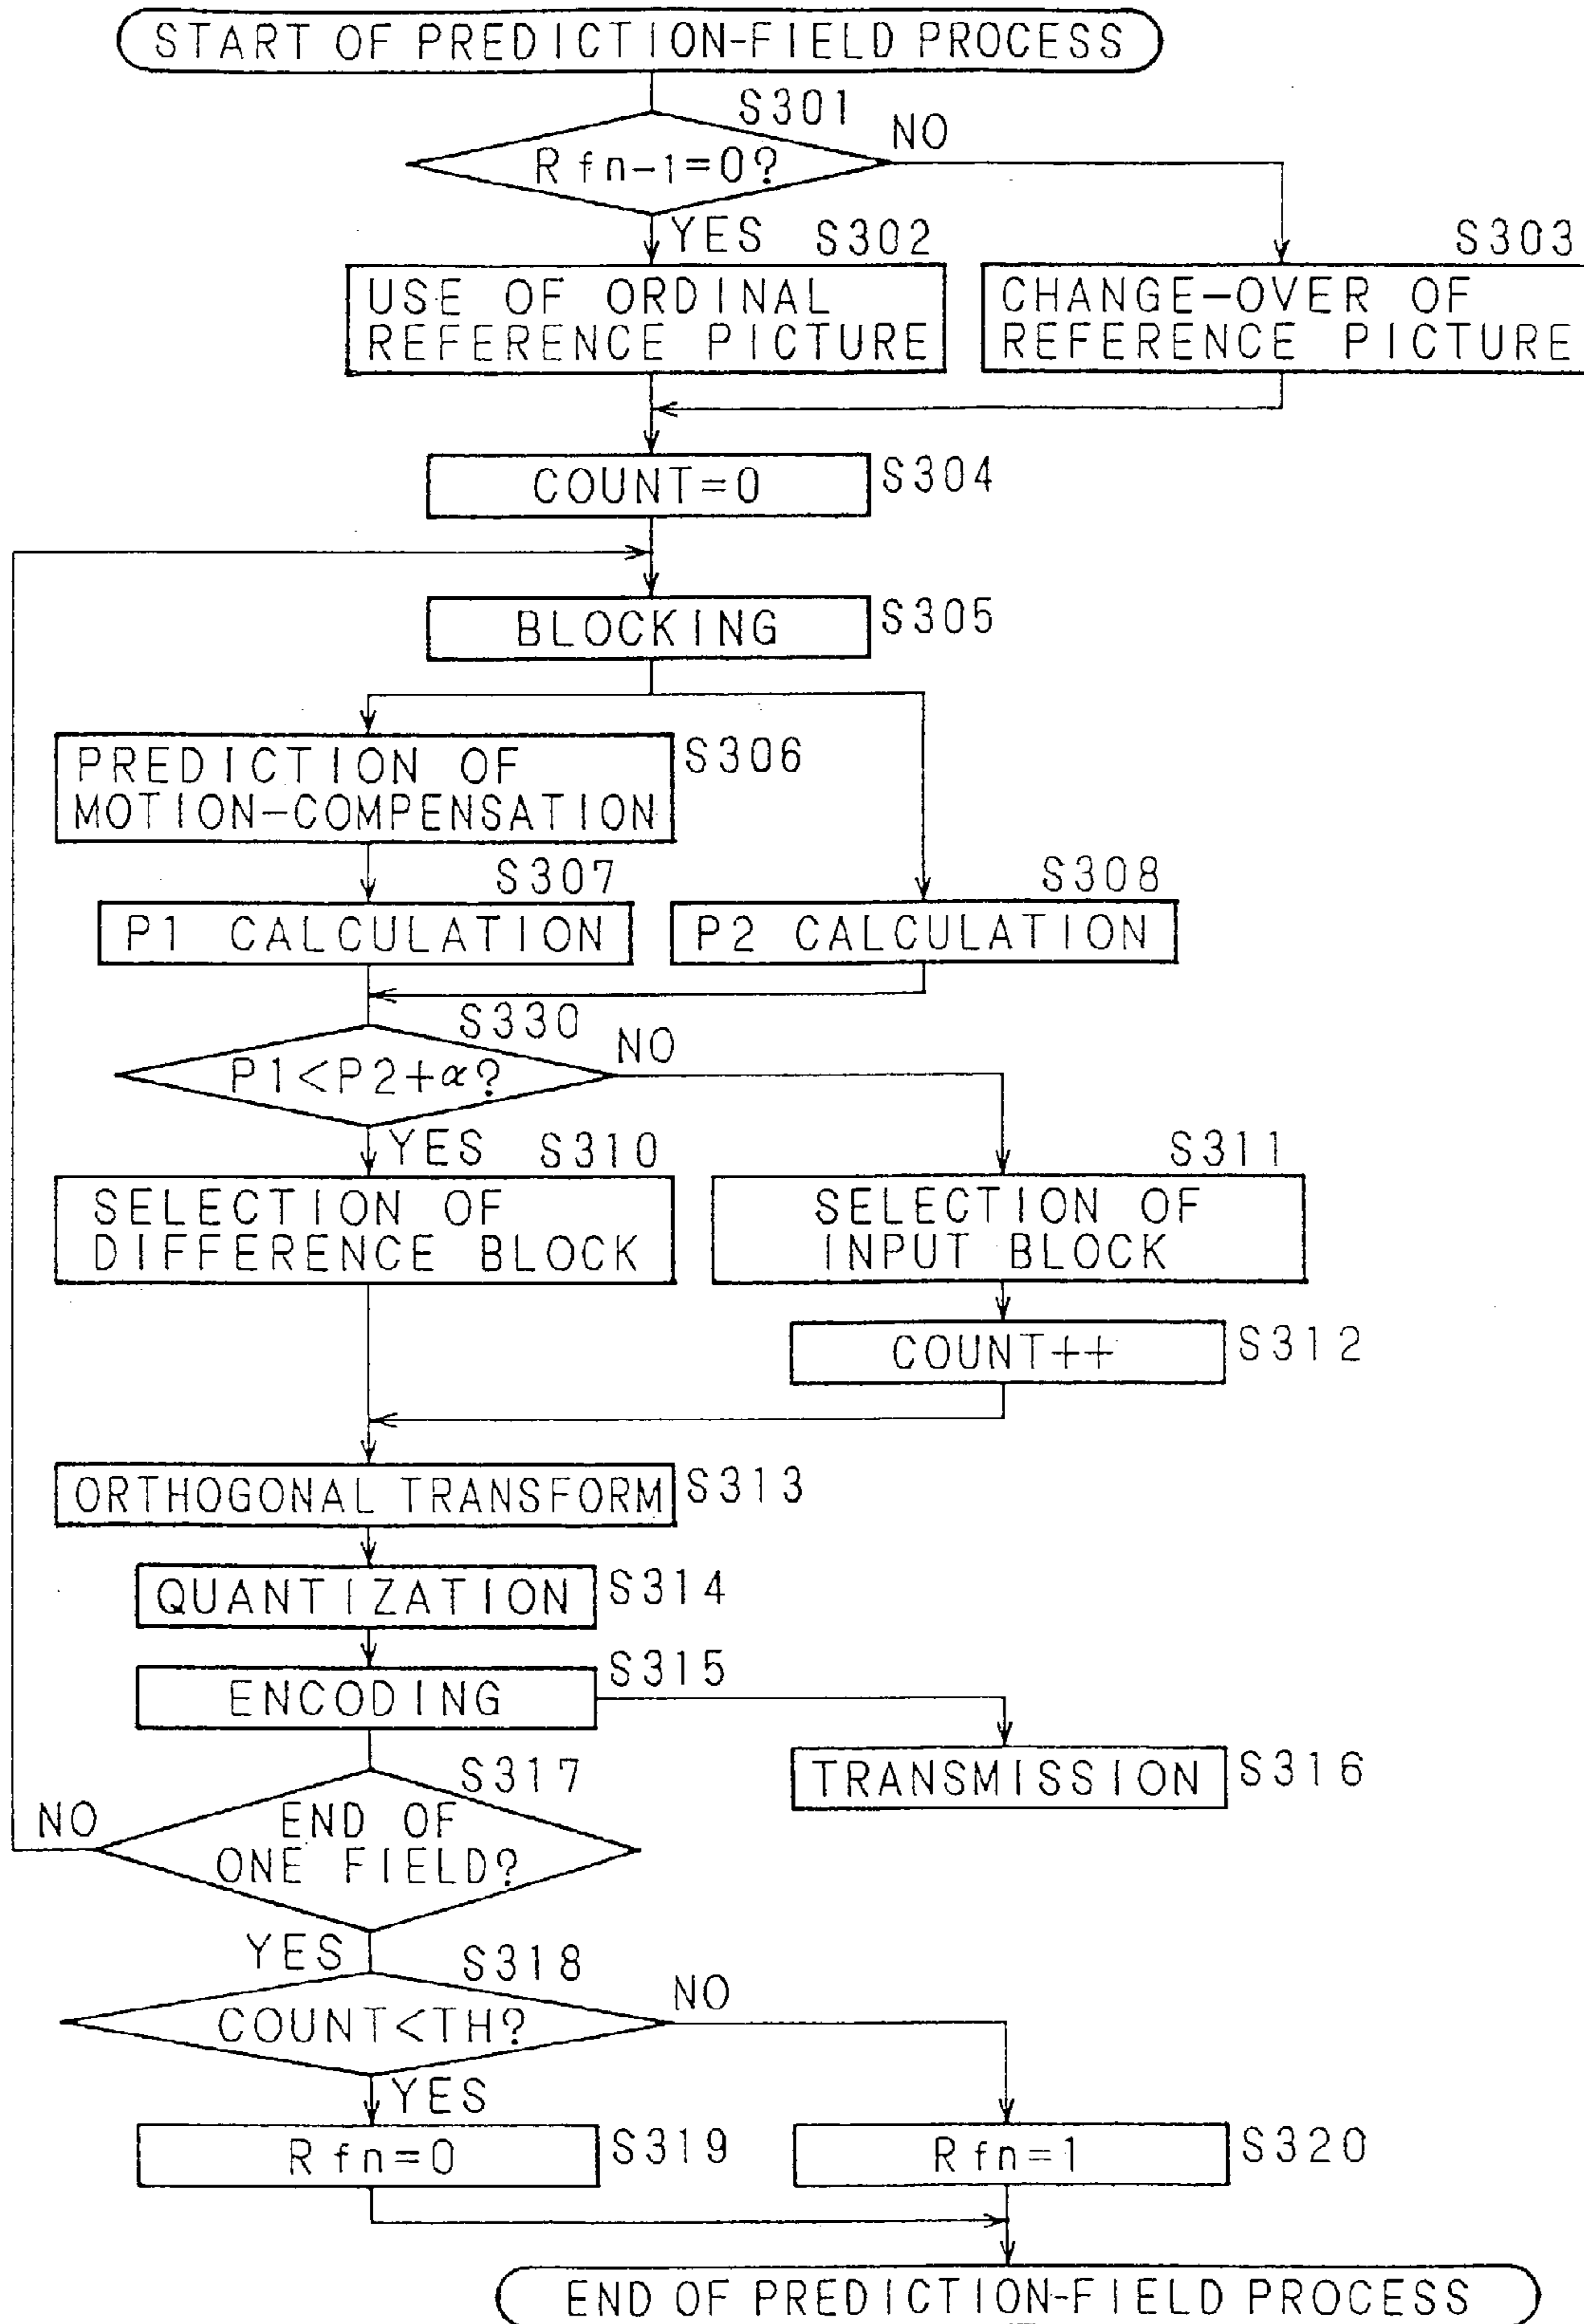 START OF PREDICTION-FIELD PROCESS
S301
Rfn-1=0?
NO
YES
S302
USE OF ORDINAL
REFERENCE PICTURE
S303
CHANGE-OVER OF
REFERENCE PICTURE
COUNT=0
S304
BLOCKING
S305
PREDICTION OF
MOTION-COMPENSATION
S306
S307
P1 CALCULATION
S308
P2 CALCULATION
S330
P1<P2+α?
NO
YES
S310
SELECTION OF
DIFFERENCE BLOCK
S311
SELECTION OF
INPUT BLOCK
COUNT++
S312
ORTHOGONAL TRANSFORM
S313
QUANTIZATION
S314
ENCODING
S315
TRANSMISSION
S316
S317
END OF
ONE FIELD?
NO
YES
S318
COUNT<TH?
NO
YES
Rfn=0
S319
Rfn=1
S320
END OF PREDICTION-FIELD PROCESS